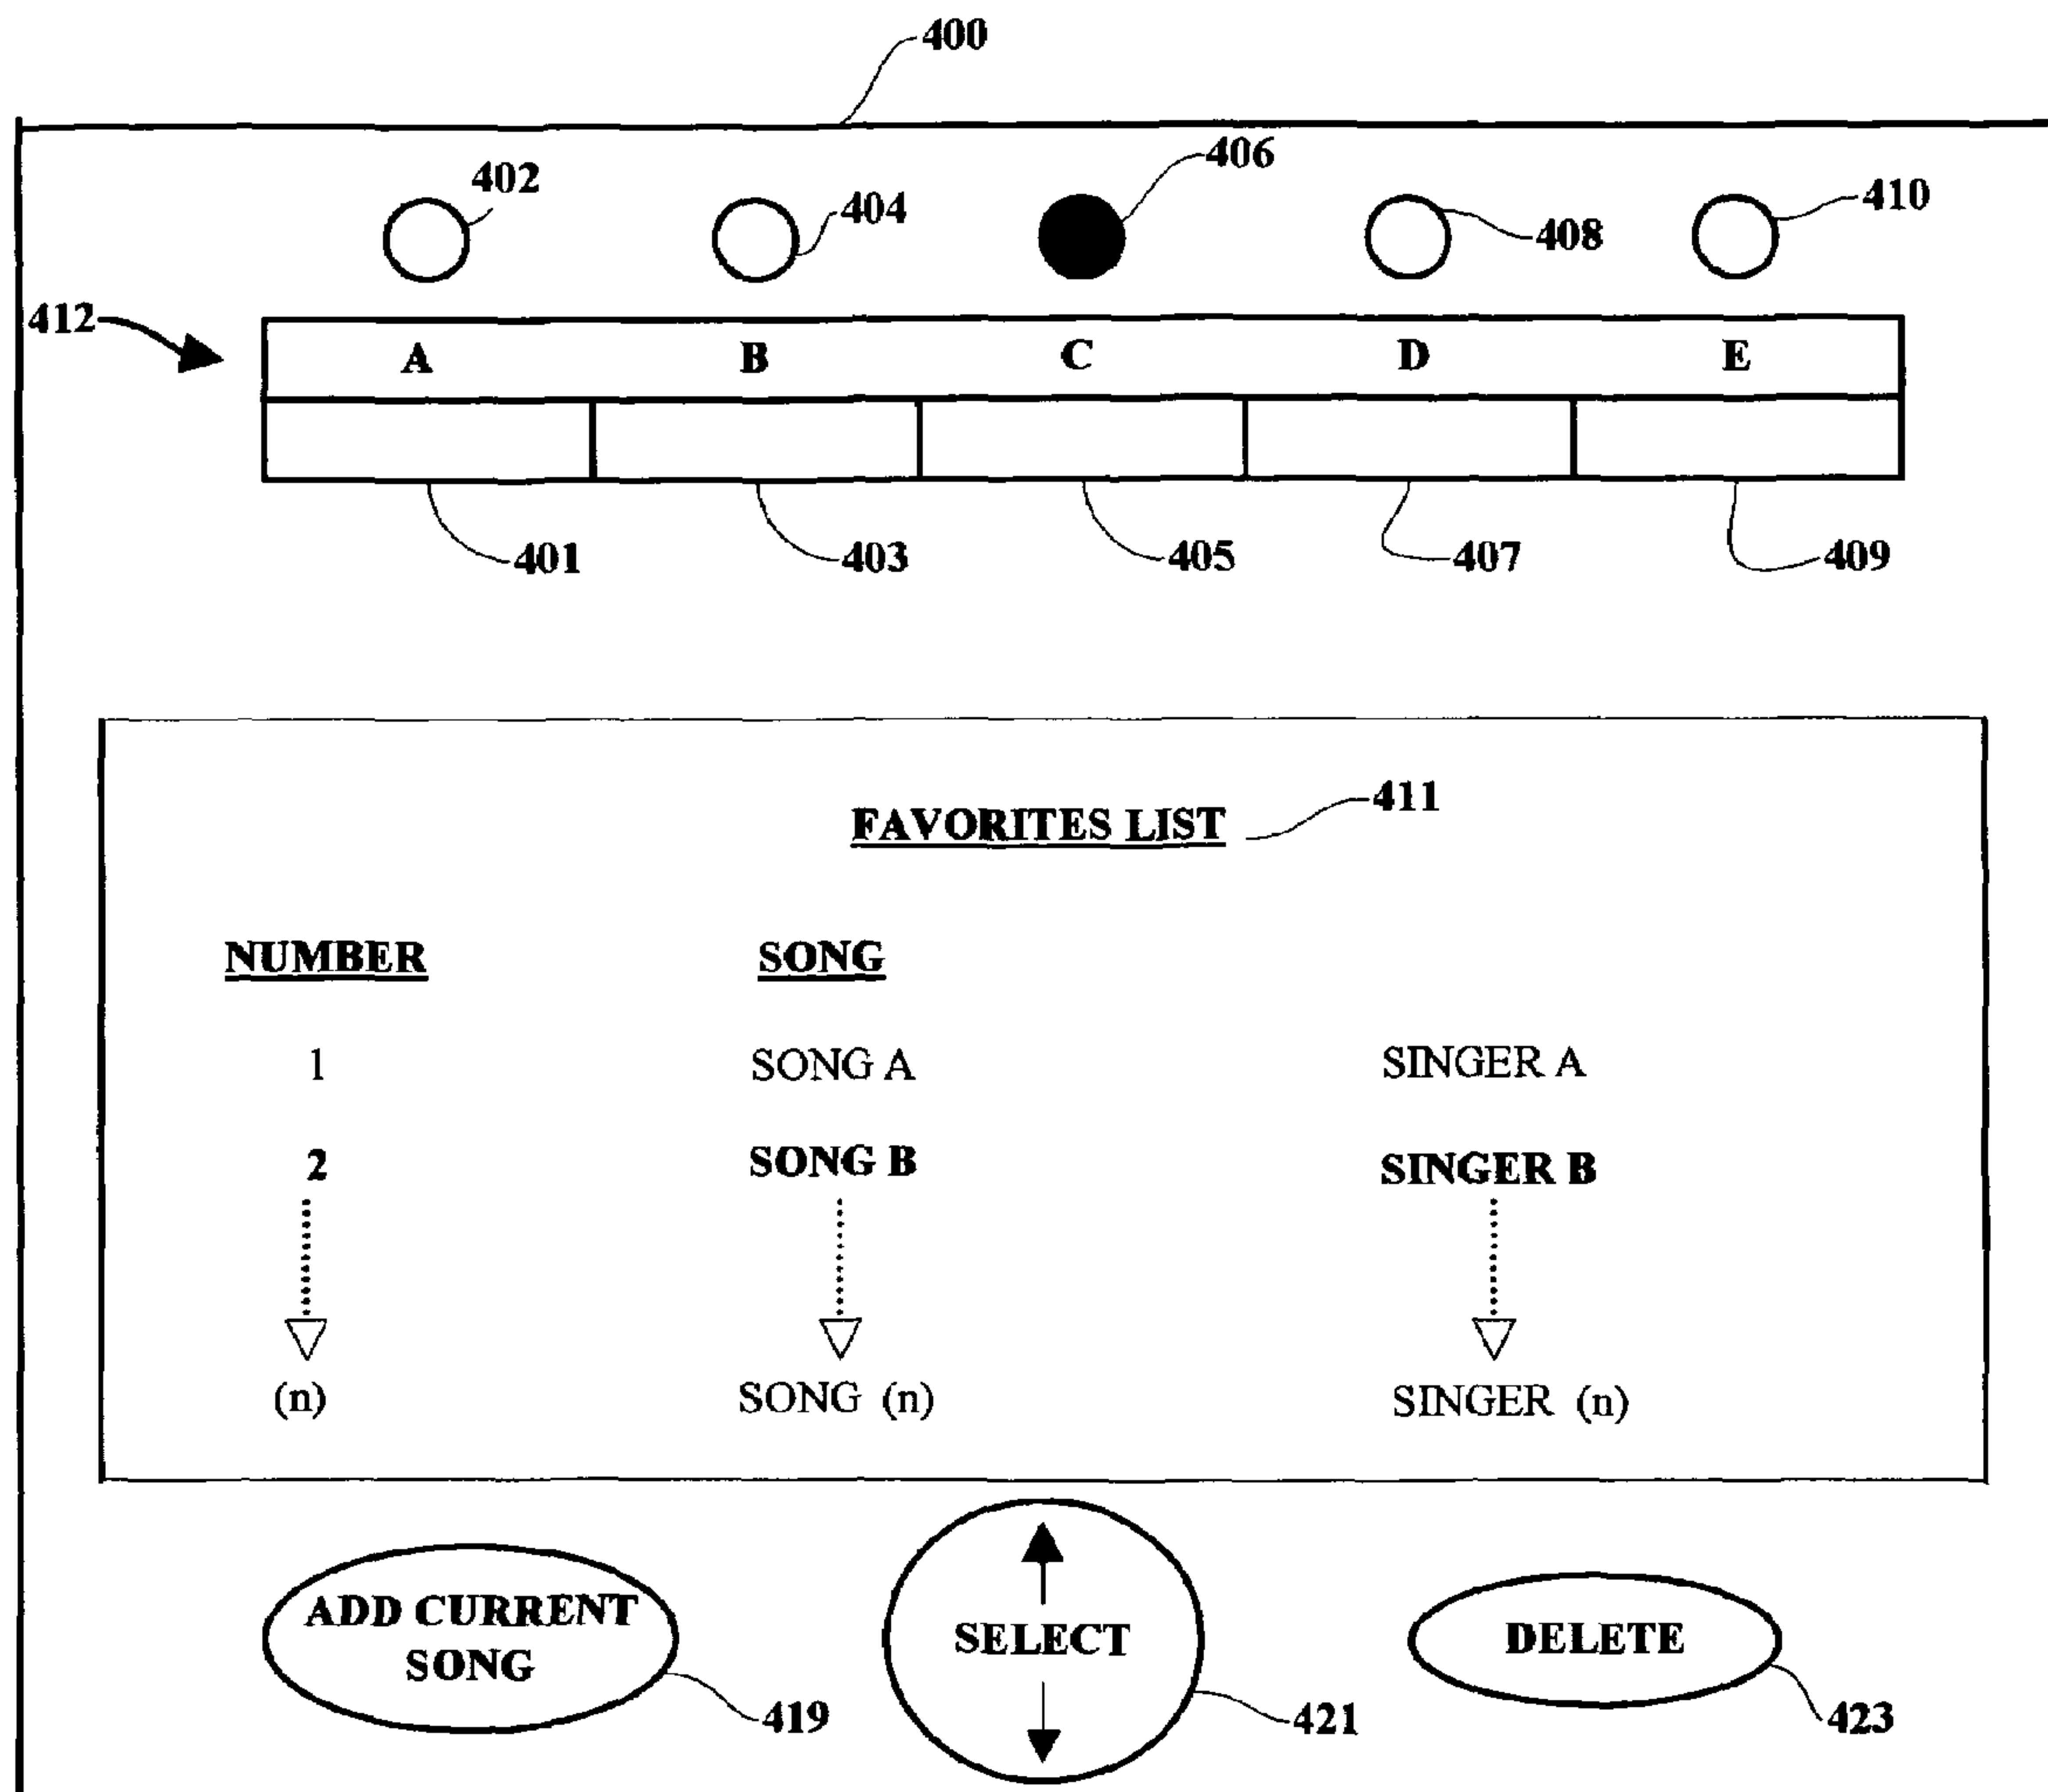 400
402
404
406
408
410
412
A B C D E
401 403 405 407 409
FAVORITES LIST 411
NUMBER SONG
1 SONG A SINGER A
2 SONG B SINGER B
(n) SONG (n) SINGER (n)
ADD CURRENT
SONG
SELECT
DELETE
419 421 423